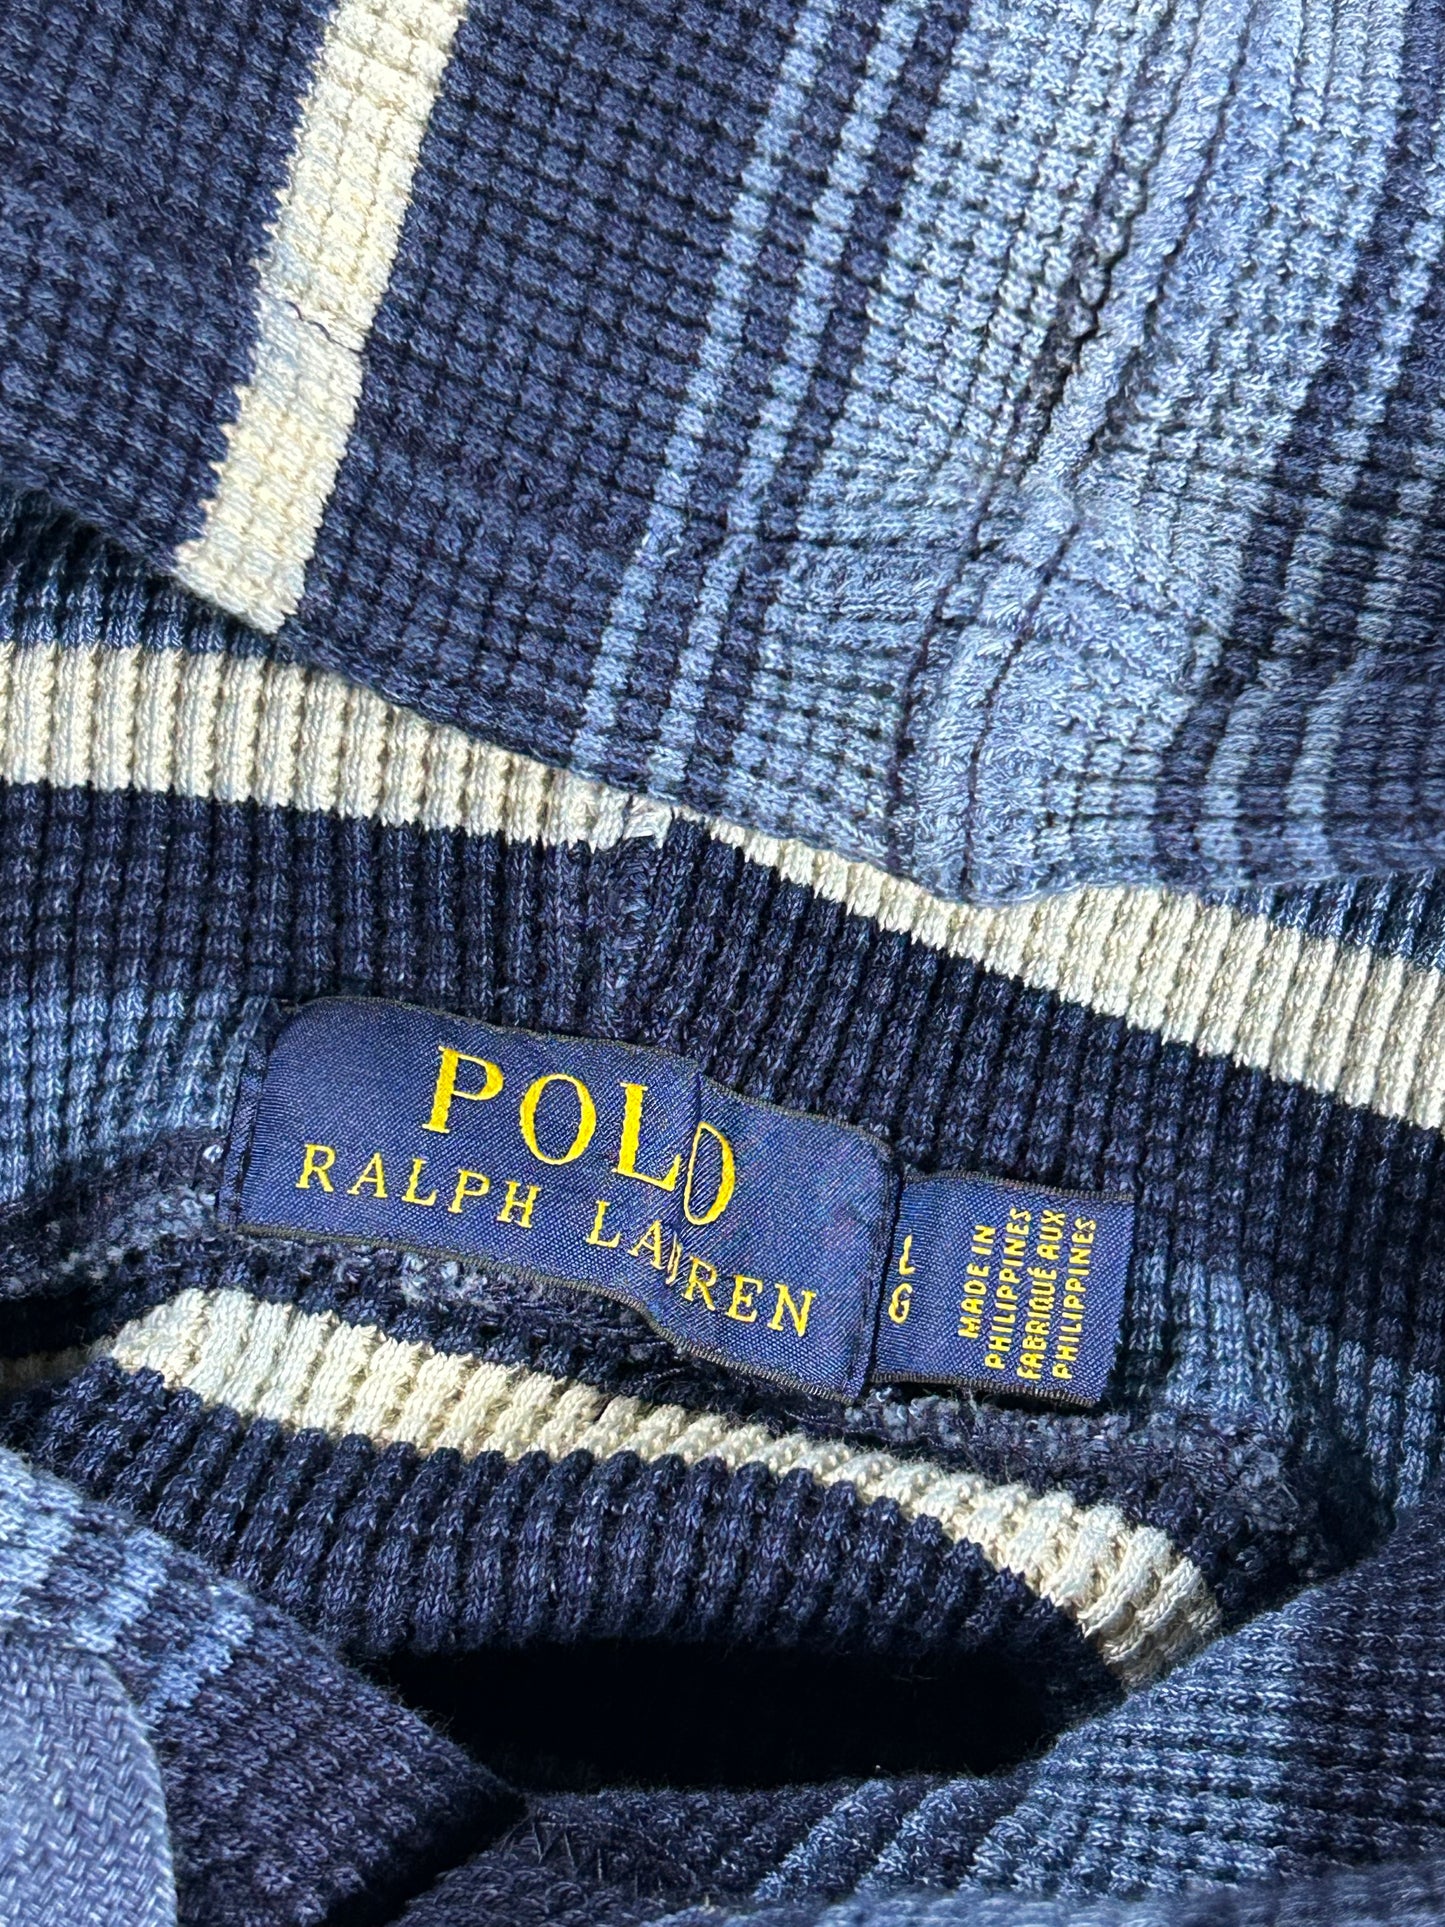 POLO
RALPH LAUREN
L
G
MADE IN
PHILIPPINES
FABRIQUÉ AUX
PHILIPPINES